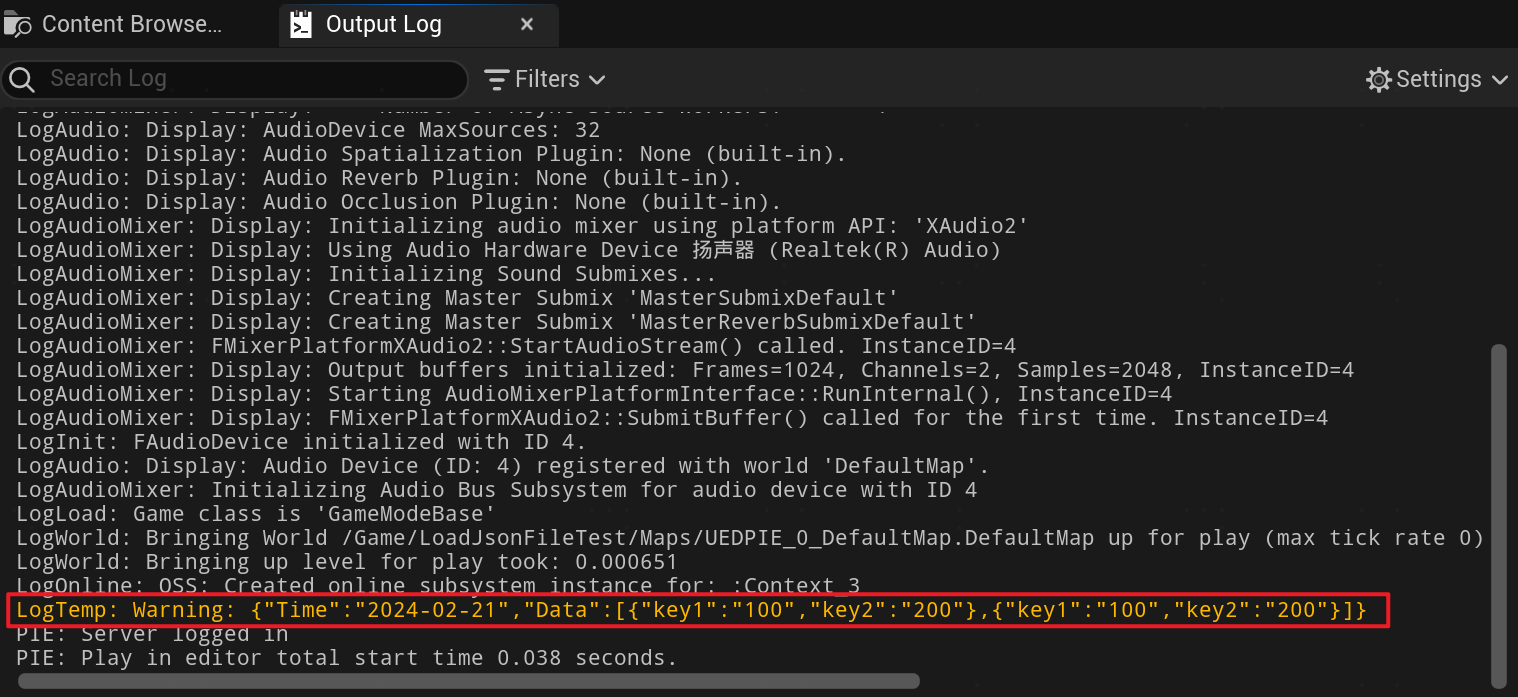 Content Browse...
Output Log
Search Log
Filters
Settings
LogAudio: Display: AudioDevice MaxSources: 32
LogAudio: Display: Audio Spatialization Plugin: None (built-in).
LogAudio: Display: Audio Reverb Plugin: None (built-in).
LogAudio: Display: Audio Occlusion Plugin: None (built-in).
LogAudioMixer: Display: Initializing audio mixer using platform API: 'XAudio2'
LogAudioMixer: Display: Using Audio Hardware Device 扬声器 (Realtek(R) Audio)
LogAudioMixer: Display: Initializing Sound Submixes...
LogAudioMixer: Display: Creating Master Submix 'MasterSubmixDefault'
LogAudioMixer: Display: Creating Master Submix 'MasterReverbSubmixDefault'
LogAudioMixer: FMixerPlatformXAudio2::StartAudioStream() called. InstanceID=4
LogAudioMixer: Display: Output buffers initialized: Frames=1024, Channels=2, Samples=2048, InstanceID=4
LogAudioMixer: Display: Starting AudioMixerPlatformInterface::RunInternal(), InstanceID=4
LogAudioMixer: Display: FMixerPlatformXAudio2::SubmitBuffer() called for the first time. InstanceID=4
LogInit: FAudioDevice initialized with ID 4.
LogAudio: Display: Audio Device (ID: 4) registered with world 'DefaultMap'.
LogAudioMixer: Initializing Audio Bus Subsystem for audio device with ID 4
LogLoad: Game class is 'GameModeBase'
LogWorld: Bringing World /Game/LoadJsonFileTest/Maps/UEDPIE_0_DefaultMap.DefaultMap up for play (max tick rate 0)
LogWorld: Bringing up level for play took: 0.000651
LogOnline: OSS: Created online subsystem instance for: :Context_3
LogTemp: Warning: {"Time":"2024-02-21","Data":[{"key1":"100","key2":"200"},{"key1":"100","key2":"200"}]}
PIE: Server logged in
PIE: Play in editor total start time 0.038 seconds.